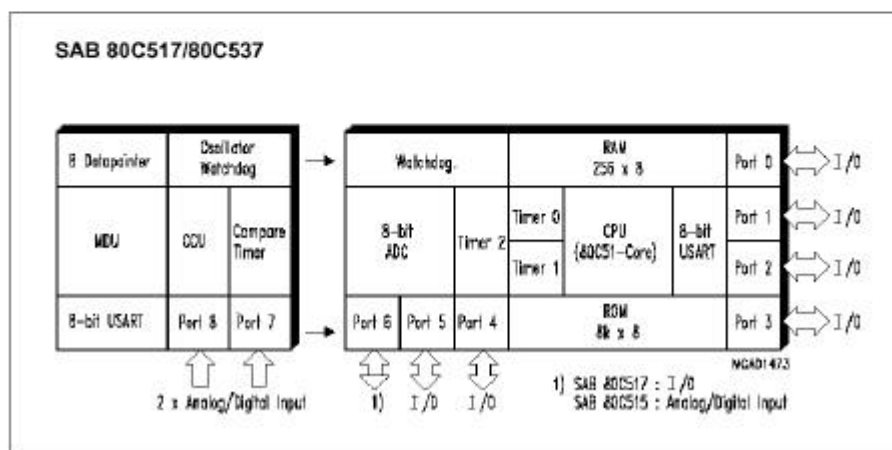 SAB 80C517/80C537
8 Datapointer
Oscillator
Watchdog
MDU
CCU
Compare
Timer
8-bit USART
Port 8
Port 7
2 x Analog/Digital Input
Watchdog.
RAM
256 x 8
Port 0
I/O
8-bit
ADC
Timer 2
Timer 0
Timer 1
CPU
(80C51-Core)
8-bit
USART
Port 1
I/O
Port 2
I/O
Port 6
Port 5
Port 4
ROM
8k x 8
Port 3
I/O
1)
I/O
I/O
MCA01473
1) SAB 80C517 : I/O
SAB 80C515 : Analog/Digital Input